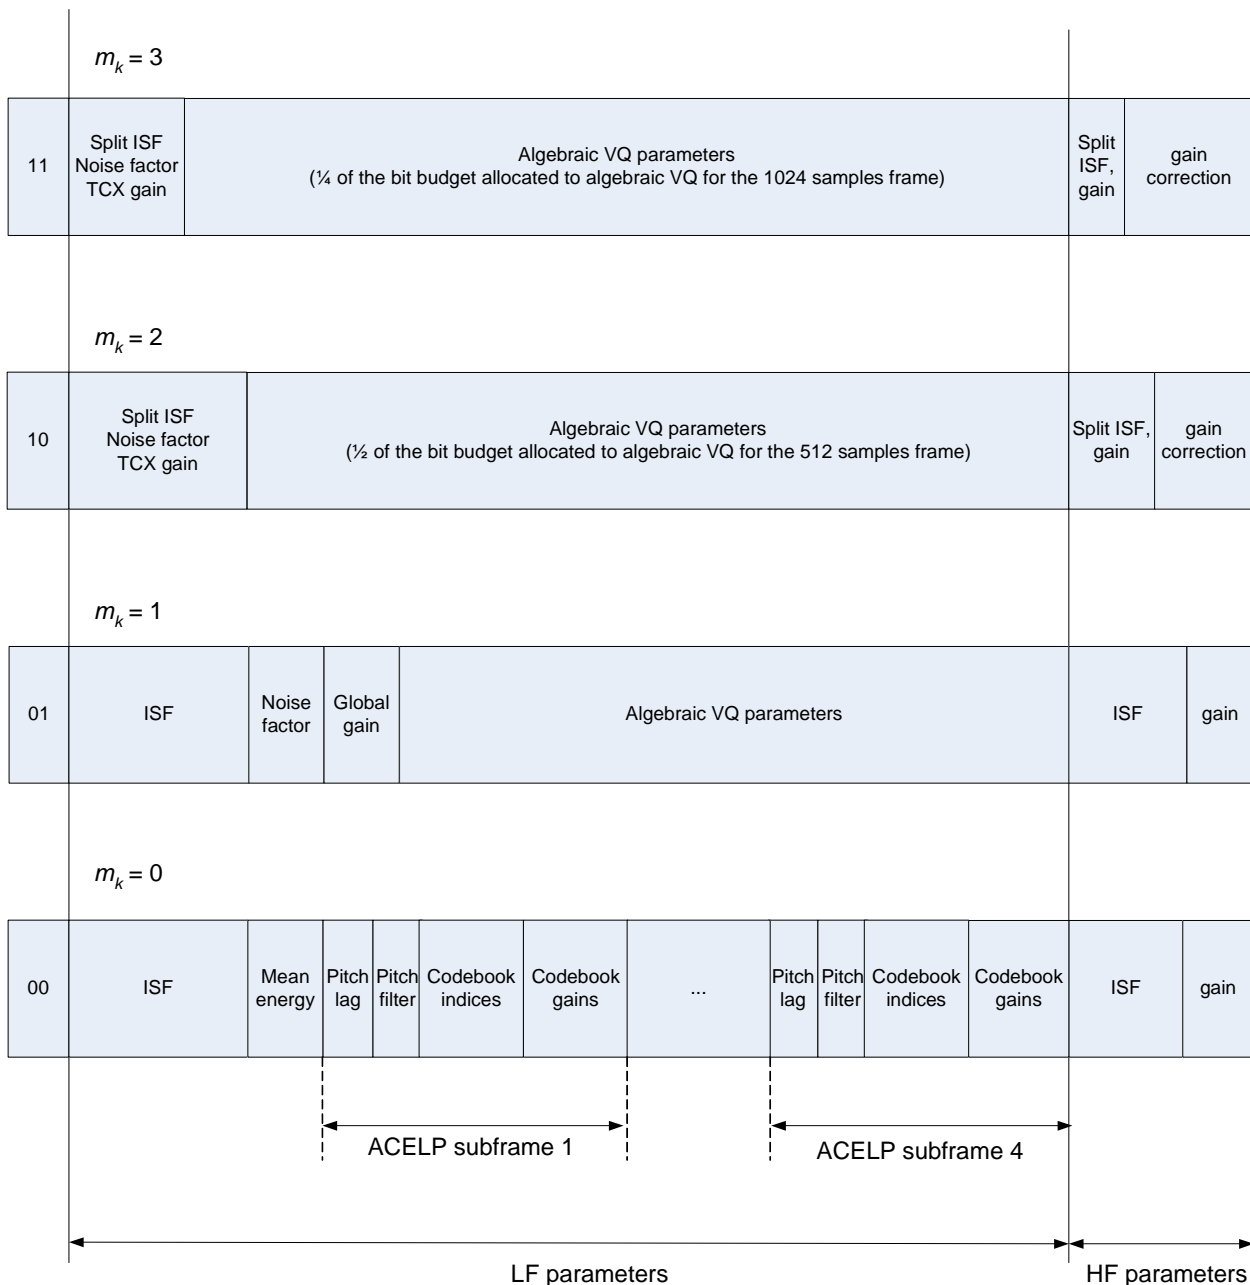 m_k = 3
11
Split ISF
Noise factor
TCX gain
Algebraic VQ parameters
(¼ of the bit budget allocated to algebraic VQ for the 1024 samples frame)
Split
ISF,
gain
gain
correction
m_k = 2
10
Split ISF
Noise factor
TCX gain
Algebraic VQ parameters
(½ of the bit budget allocated to algebraic VQ for the 512 samples frame)
Split ISF,
gain
gain
correction
m_k = 1
01
ISF
Noise
factor
Global
gain
Algebraic VQ parameters
ISF
gain
m_k = 0
00
ISF
Mean
energy
Pitch
lag
Pitch
filter
Codebook
indices
Codebook
gains
...
Pitch
lag
Pitch
filter
Codebook
indices
Codebook
gains
ISF
gain
ACELP subframe 1
ACELP subframe 4
LF parameters
HF parameters